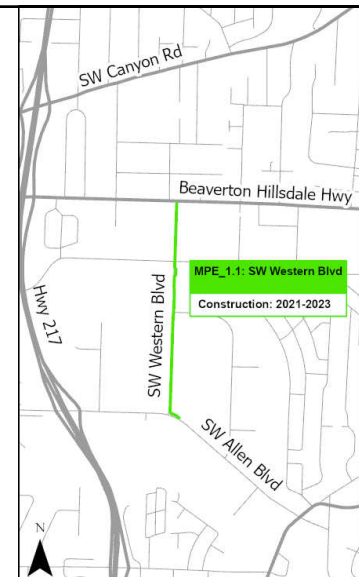 SW Canyon Rd
Beaverton Hillsdale Hwy
MPE_1.1: SW Western Blvd
Construction: 2021-2023
Hwy 217
SW Western Blvd
SW Allen Blvd
N